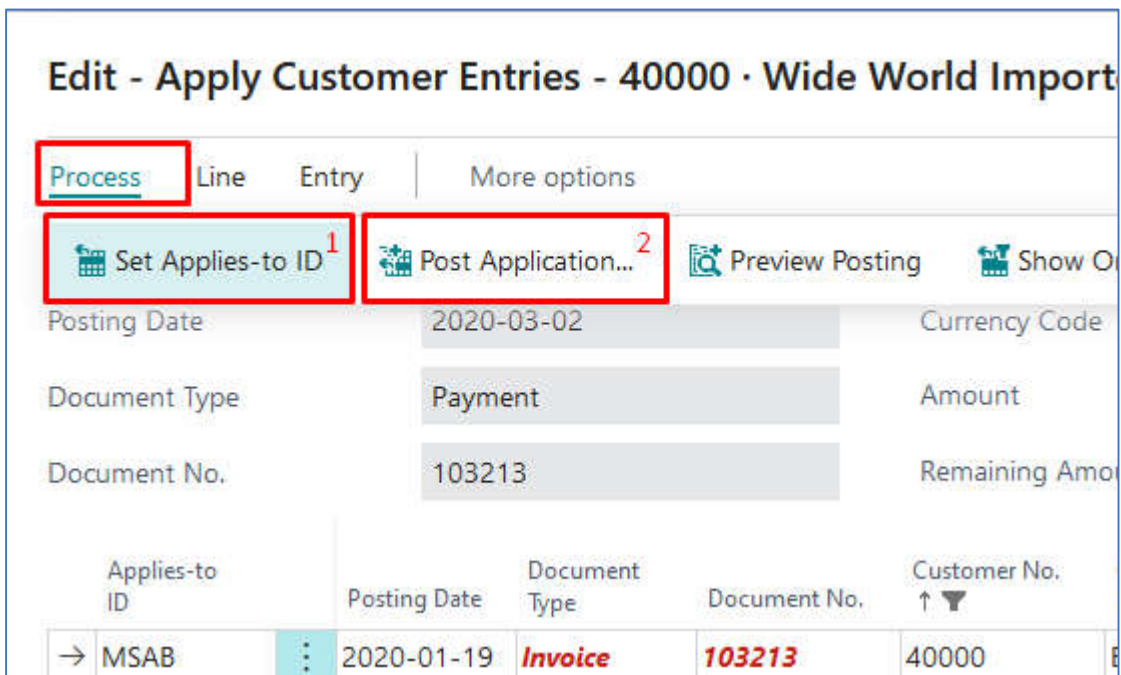 Edit - Apply Customer Entries - 40000 · Wide World Import
Process Line Entry More options
Set Applies-to ID 1 Post Application... 2 Preview Posting Show
Posting Date 2020-03-02 Currency Code
Document Type Payment Amount
Document No. 103213 Remaining
Applies-to ID Posting Date Document Type Document No. Customer No. ↑
→ MSAB 2020-01-19 Invoice 103213 40000